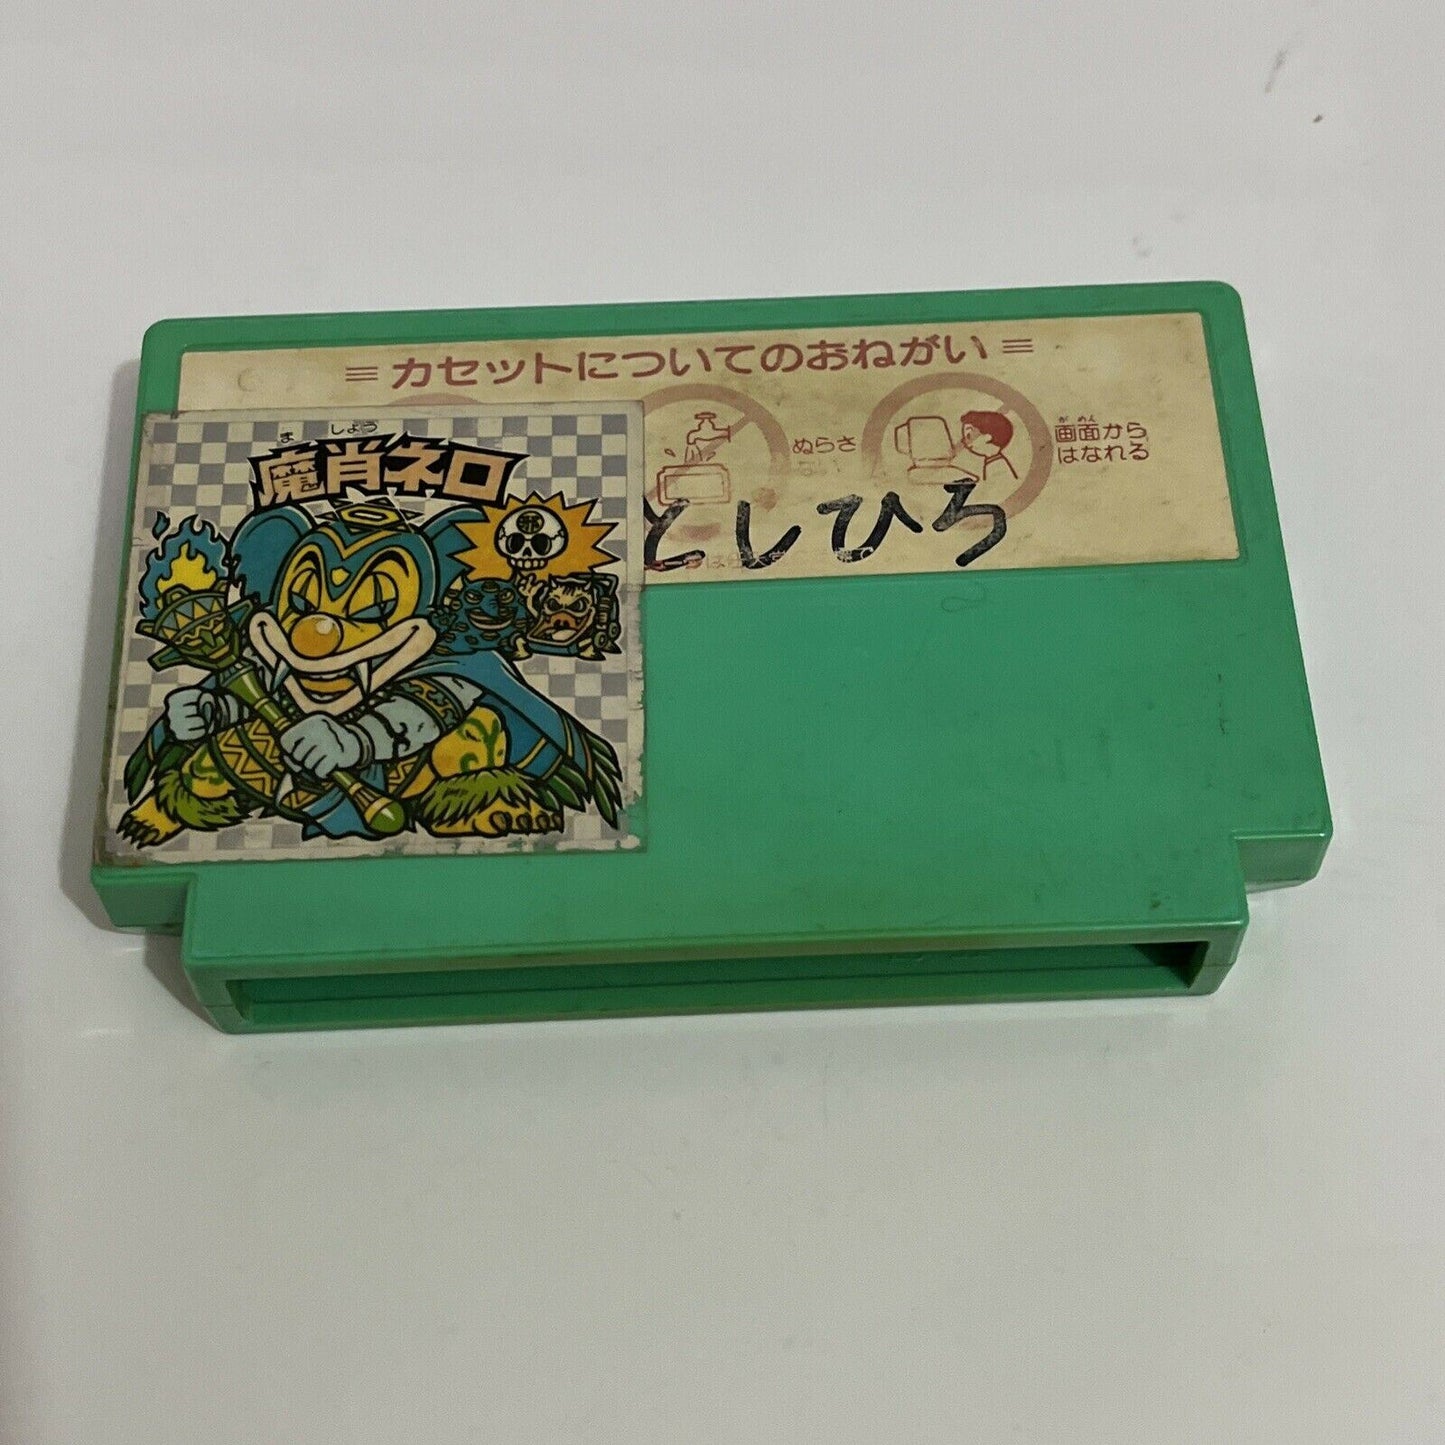 ≡ カセットについてのおねがい ≡
ま しょう
魔肖ネロ
ぬらさ
ない
が めん
画面から
はなれる
としひろ